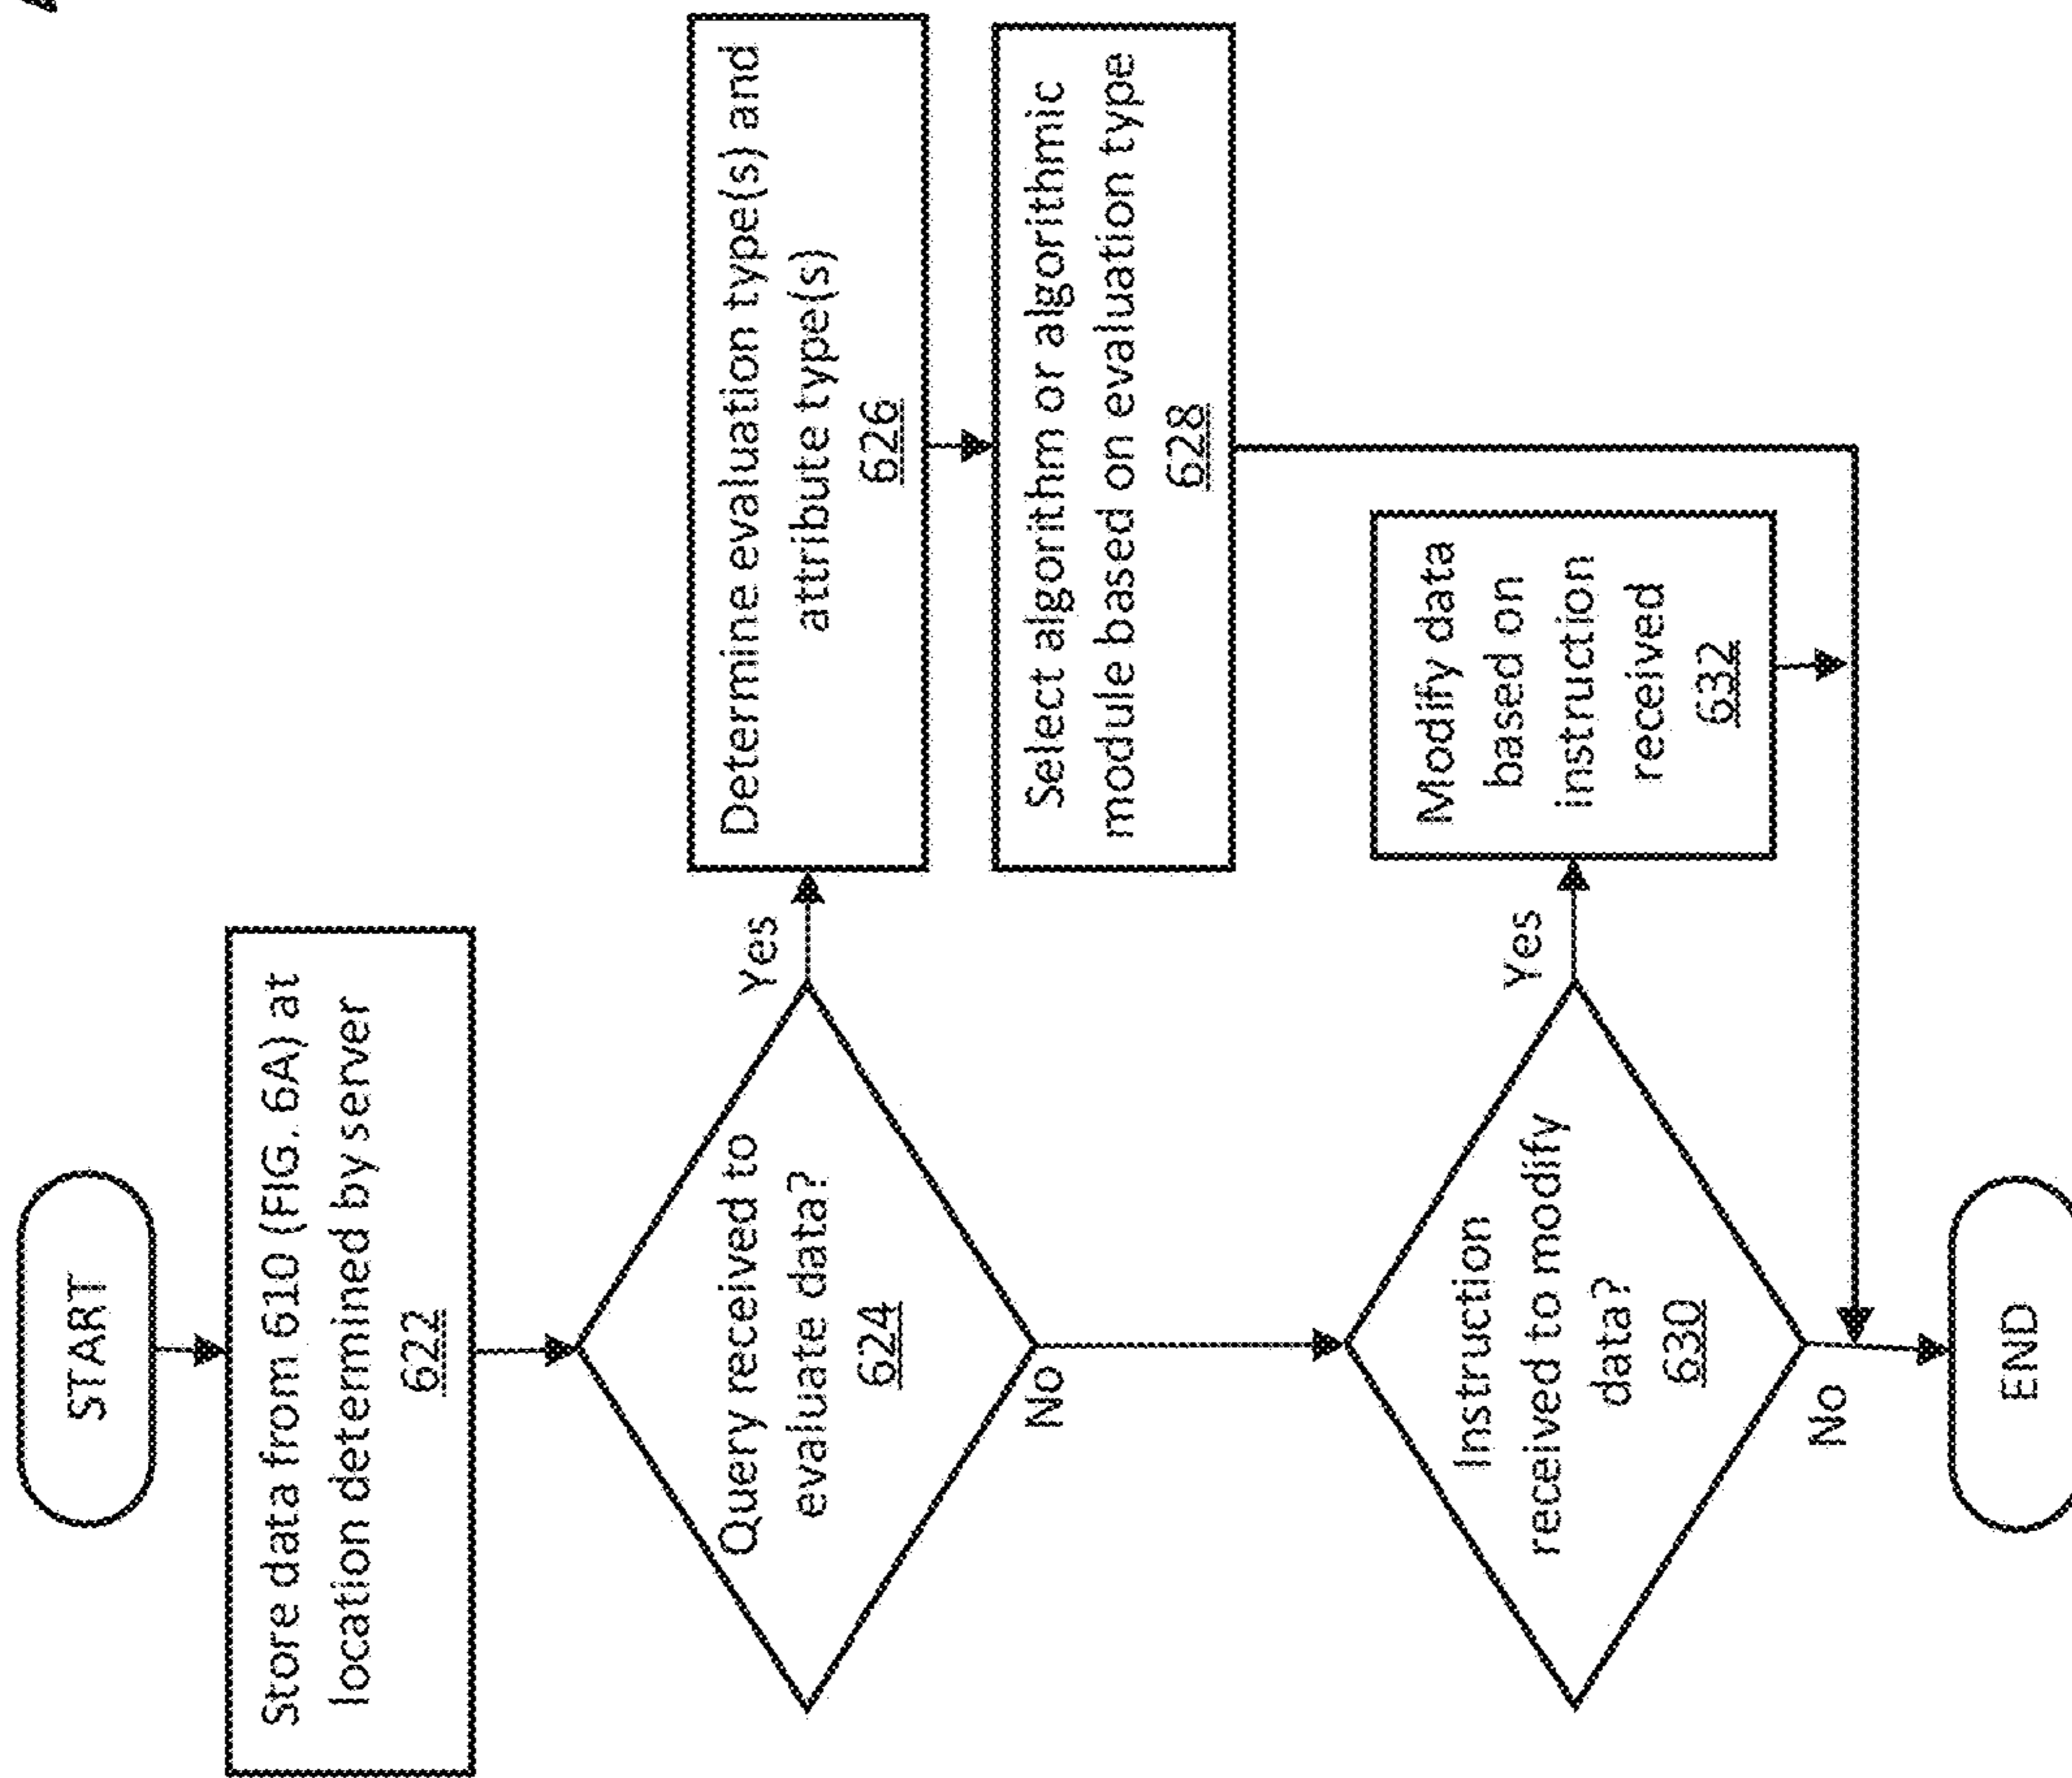 START
Store data from 610 (FIG. 6A) at
location determined by server
622
Query received to
evaluate data?
624
Yes
No
Determine evaluation type(s) and
attribute type(s)
626
Select algorithm or algorithmic
module based on evaluation type
628
Instruction
received to modify
data?
630
Yes
No
Modify data
based on
instruction
received
632
END